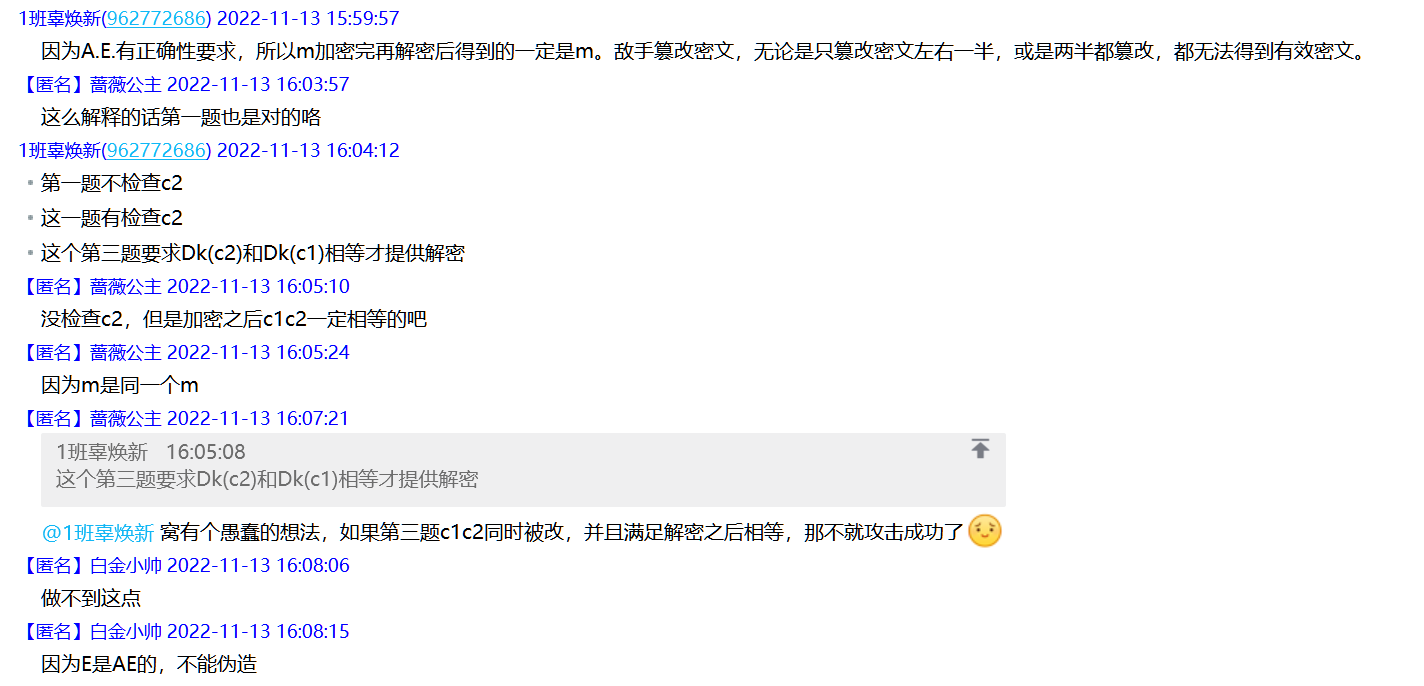 1班辜焕新(962772686) 2022-11-13 15:59:57
因为A.E.有正确性要求，所以m加密完再解密后得到的一定是m。敌手篡改密文，无论是只篡改密文左右一半，或是两半都篡改，都无法得到有效密文。
【匿名】蔷薇公主 2022-11-13 16:03:57
这么解释的话第一题也是对的咯
1班辜焕新(962772686) 2022-11-13 16:04:12
第一题不检查c2
这一题有检查c2
这个第三题要求Dk(c2)和Dk(c1)相等才提供解密
【匿名】蔷薇公主 2022-11-13 16:05:10
没检查c2，但是加密之后c1c2一定相等的吧
【匿名】蔷薇公主 2022-11-13 16:05:24
因为m是同一个m
【匿名】蔷薇公主 2022-11-13 16:07:21
1班辜焕新 16:05:08
这个第三题要求Dk(c2)和Dk(c1)相等才提供解密
@1班辜焕新 窝有个愚蠢的想法，如果第三题c1c2同时被改，并且满足解密之后相等，那不就攻击成功了
【匿名】白金小帅 2022-11-13 16:08:06
做不到这点
【匿名】白金小帅 2022-11-13 16:08:15
因为E是AE的，不能伪造